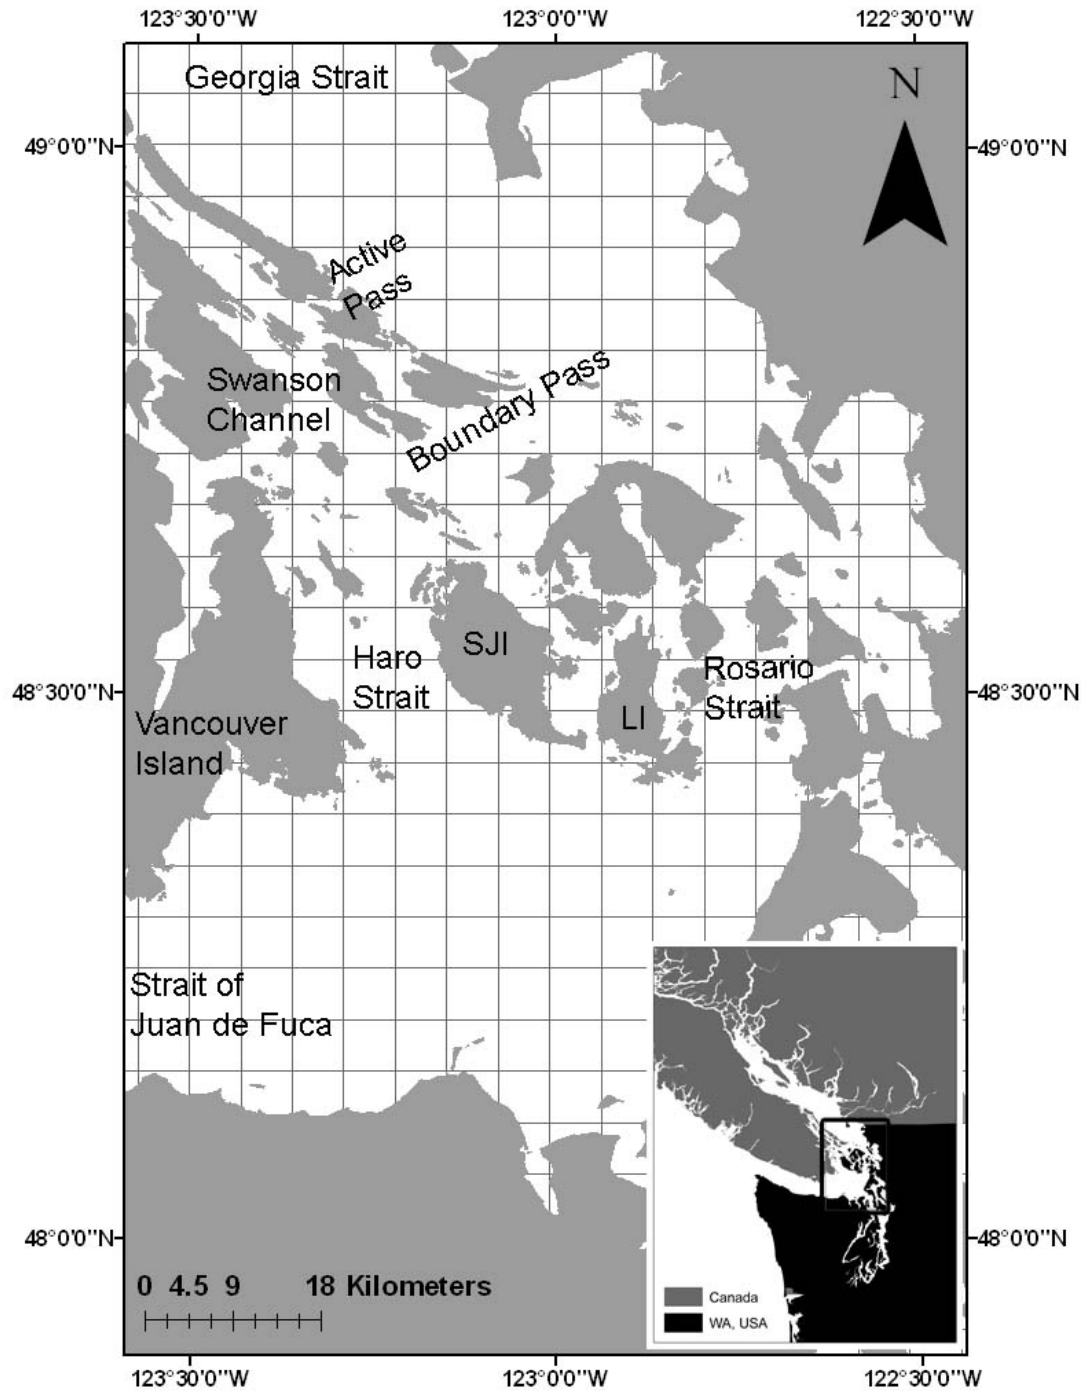 123°30'0"W 123°0'0"W 122°30'0"W
Georgia Strait
N
49°0'0"N 49°0'0"N
Active
Pass
Swanson
Channel
Boundary Pass
SJI
Haro
Strait
Rosario
Strait
48°30'0"N 48°30'0"N
LI
Vancouver
Island
Strait of
Juan de Fuca
48°0'0"N 48°0'0"N
0 4.5 9 18 Kilometers
Canada
WA, USA
123°30'0"W 123°0'0"W 122°30'0"W